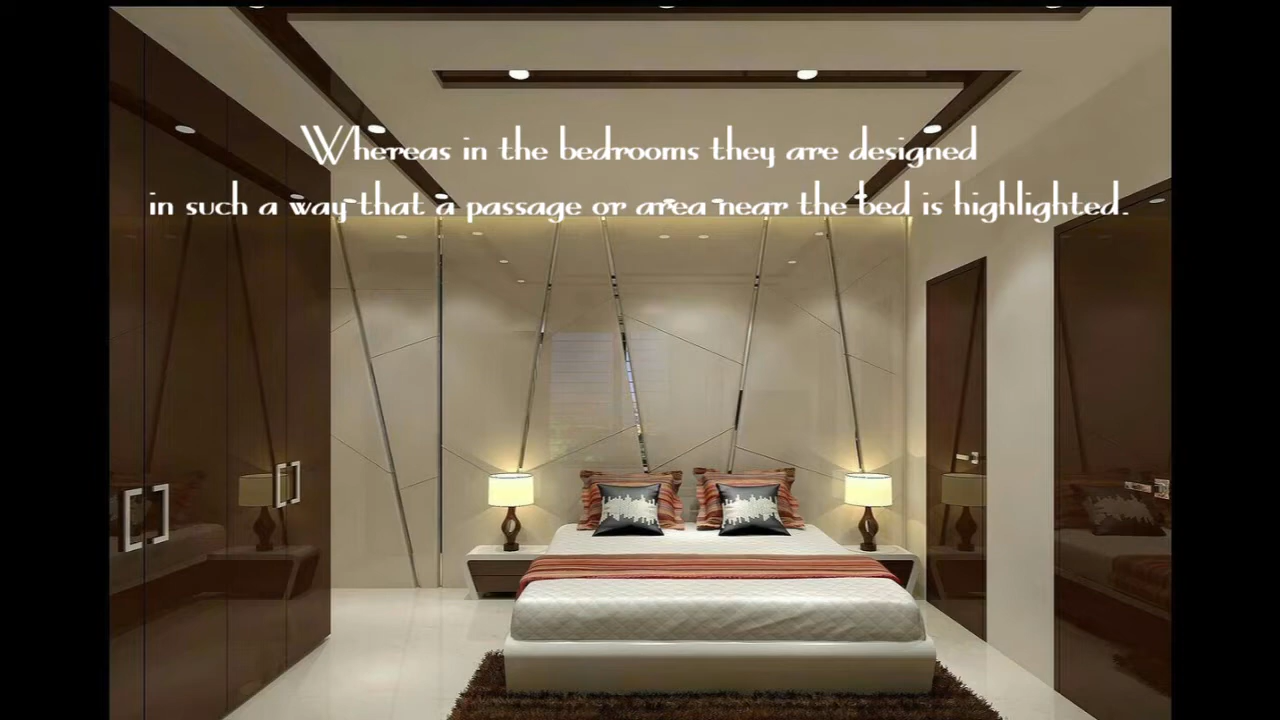 Whereas in the bedrooms they are designed
in such a way that a passage or area near the bed is highlighted.